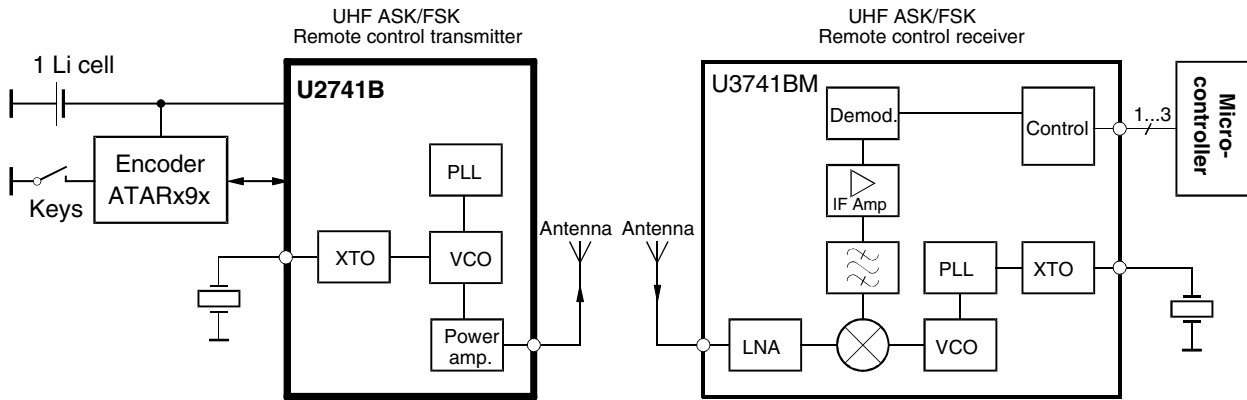 UHF ASK/FSK
Remote control transmitter
1 Li cell
U2741B
Encoder
ATARx9x
Keys
PLL
XTO
VCO
Power
amp.
Antenna
UHF ASK/FSK
Remote control receiver
U3741BM
Demod.
Control
1...3
Micro-
controller
IF Amp
Antenna
PLL
XTO
LNA
VCO